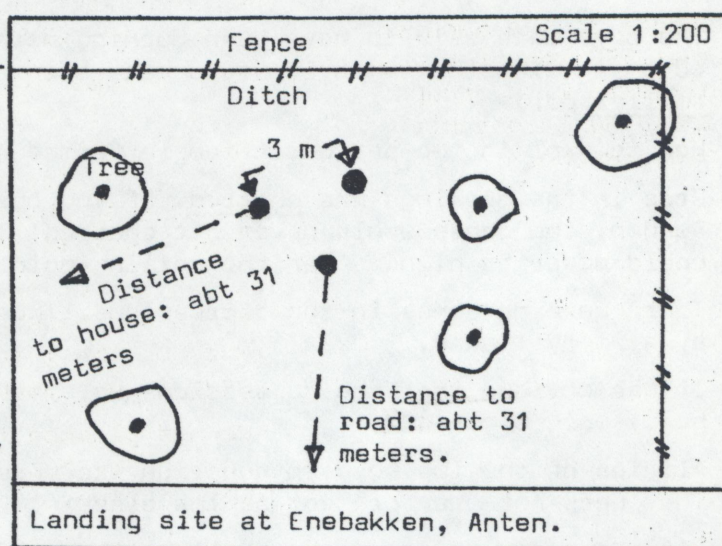 Fence
Scale 1:200
Ditch
3 m
Tree
Distance
to house: abt 31
meters
Distance to
road: abt 31
meters.
Landing site at Enebakken, Anten.